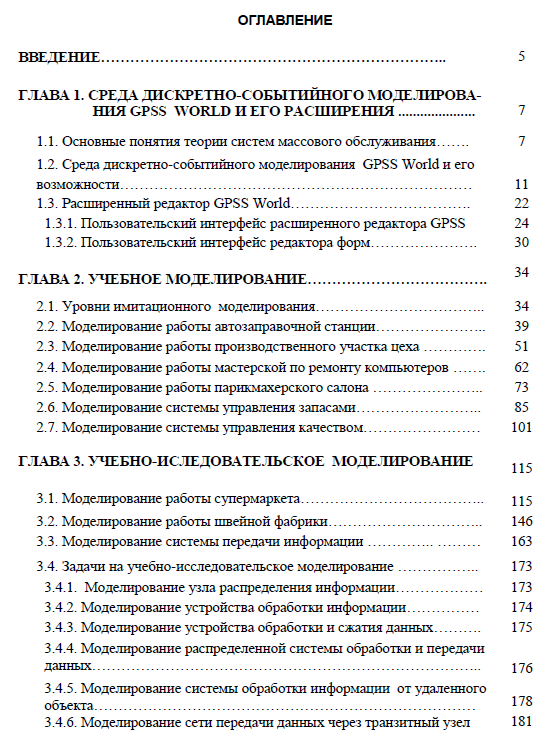 ОГЛАВЛЕНИЕ
ВВЕДЕНИЕ…………………………………………………………….. 5
ГЛАВА 1. СРЕДА ДИСКРЕТНО-СОБЫТИЙНОГО МОДЕЛИРОВА-
НИЯ GPSS WORLD И ЕГО РАСШИРЕНИЯ ..................... 7
1.1. Основные понятия теории систем массового обслуживания……. 7
1.2. Среда дискретно-событийного моделирования GPSS World и его
возможности……………………………………………………………… 11
1.3. Расширенный редактор GPSS World……………………………. 22
1.3.1. Пользовательский интерфейс расширенного редактора GPSS 24
1.3.2. Пользовательский интерфейс редактора форм…………………. 30
ГЛАВА 2. УЧЕБНОЕ МОДЕЛИРОВАНИЕ………………………………. 34
2.1. Уровни имитационного моделирования…………………………….. 34
2.2. Моделирование работы автозаправочной станции………………….. 39
2.3. Моделирование работы производственного участка цеха …………. 51
2.4. Моделирование работы мастерской по ремонту компьютеров ……. 62
2.5. Моделирование работы парикмахерского салона ………………….. 73
2.6. Моделирование системы управления запасами…………………….. 85
2.7. Моделирование системы управления качеством…………………… 101
ГЛАВА 3. УЧЕБНО-ИСЛЕДОВАТЕЛЬСКОЕ МОДЕЛИРОВАНИЕ 115
3.1. Моделирование работы супермаркета……………………………….. 115
3.2. Моделирование работы швейной фабрики………………………….. 146
3.3. Моделирование системы передачи информации ………….. ……… 163
3.4. Задачи на учебно-исследовательское моделирование …………….. 173
3.4.1. Моделирование узла распределения информации……………… 173
3.4.2. Моделирование устройства обработки информации…………… 174
3.4.3. Моделирование устройства обработки и сжатия данных………. 175
3.4.4. Моделирование распределенной системы обработки и передачи
данных…………………………………………………………………….. 176
3.4.5. Моделирование системы обработки информации от удаленного
объекта…………………………………………………………………… 178
3.4.6. Моделирование сети передачи данных через транзитный узел 181